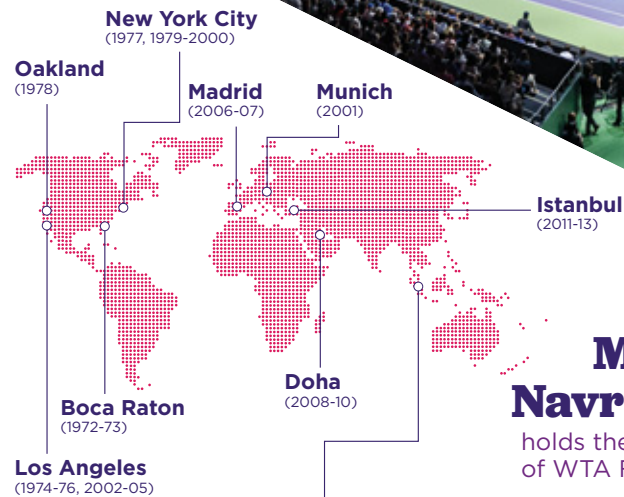 New York City
(1977, 1979-2000)
Oakland
(1978)
Madrid
(2006-07)
Munich
(2001)
Istanbul
(2011-13)
Doha
(2008-10)
Boca Raton
(1972-73)
Los Angeles
(1974-76, 2002-05)
M
Navr
holds the
of WTA